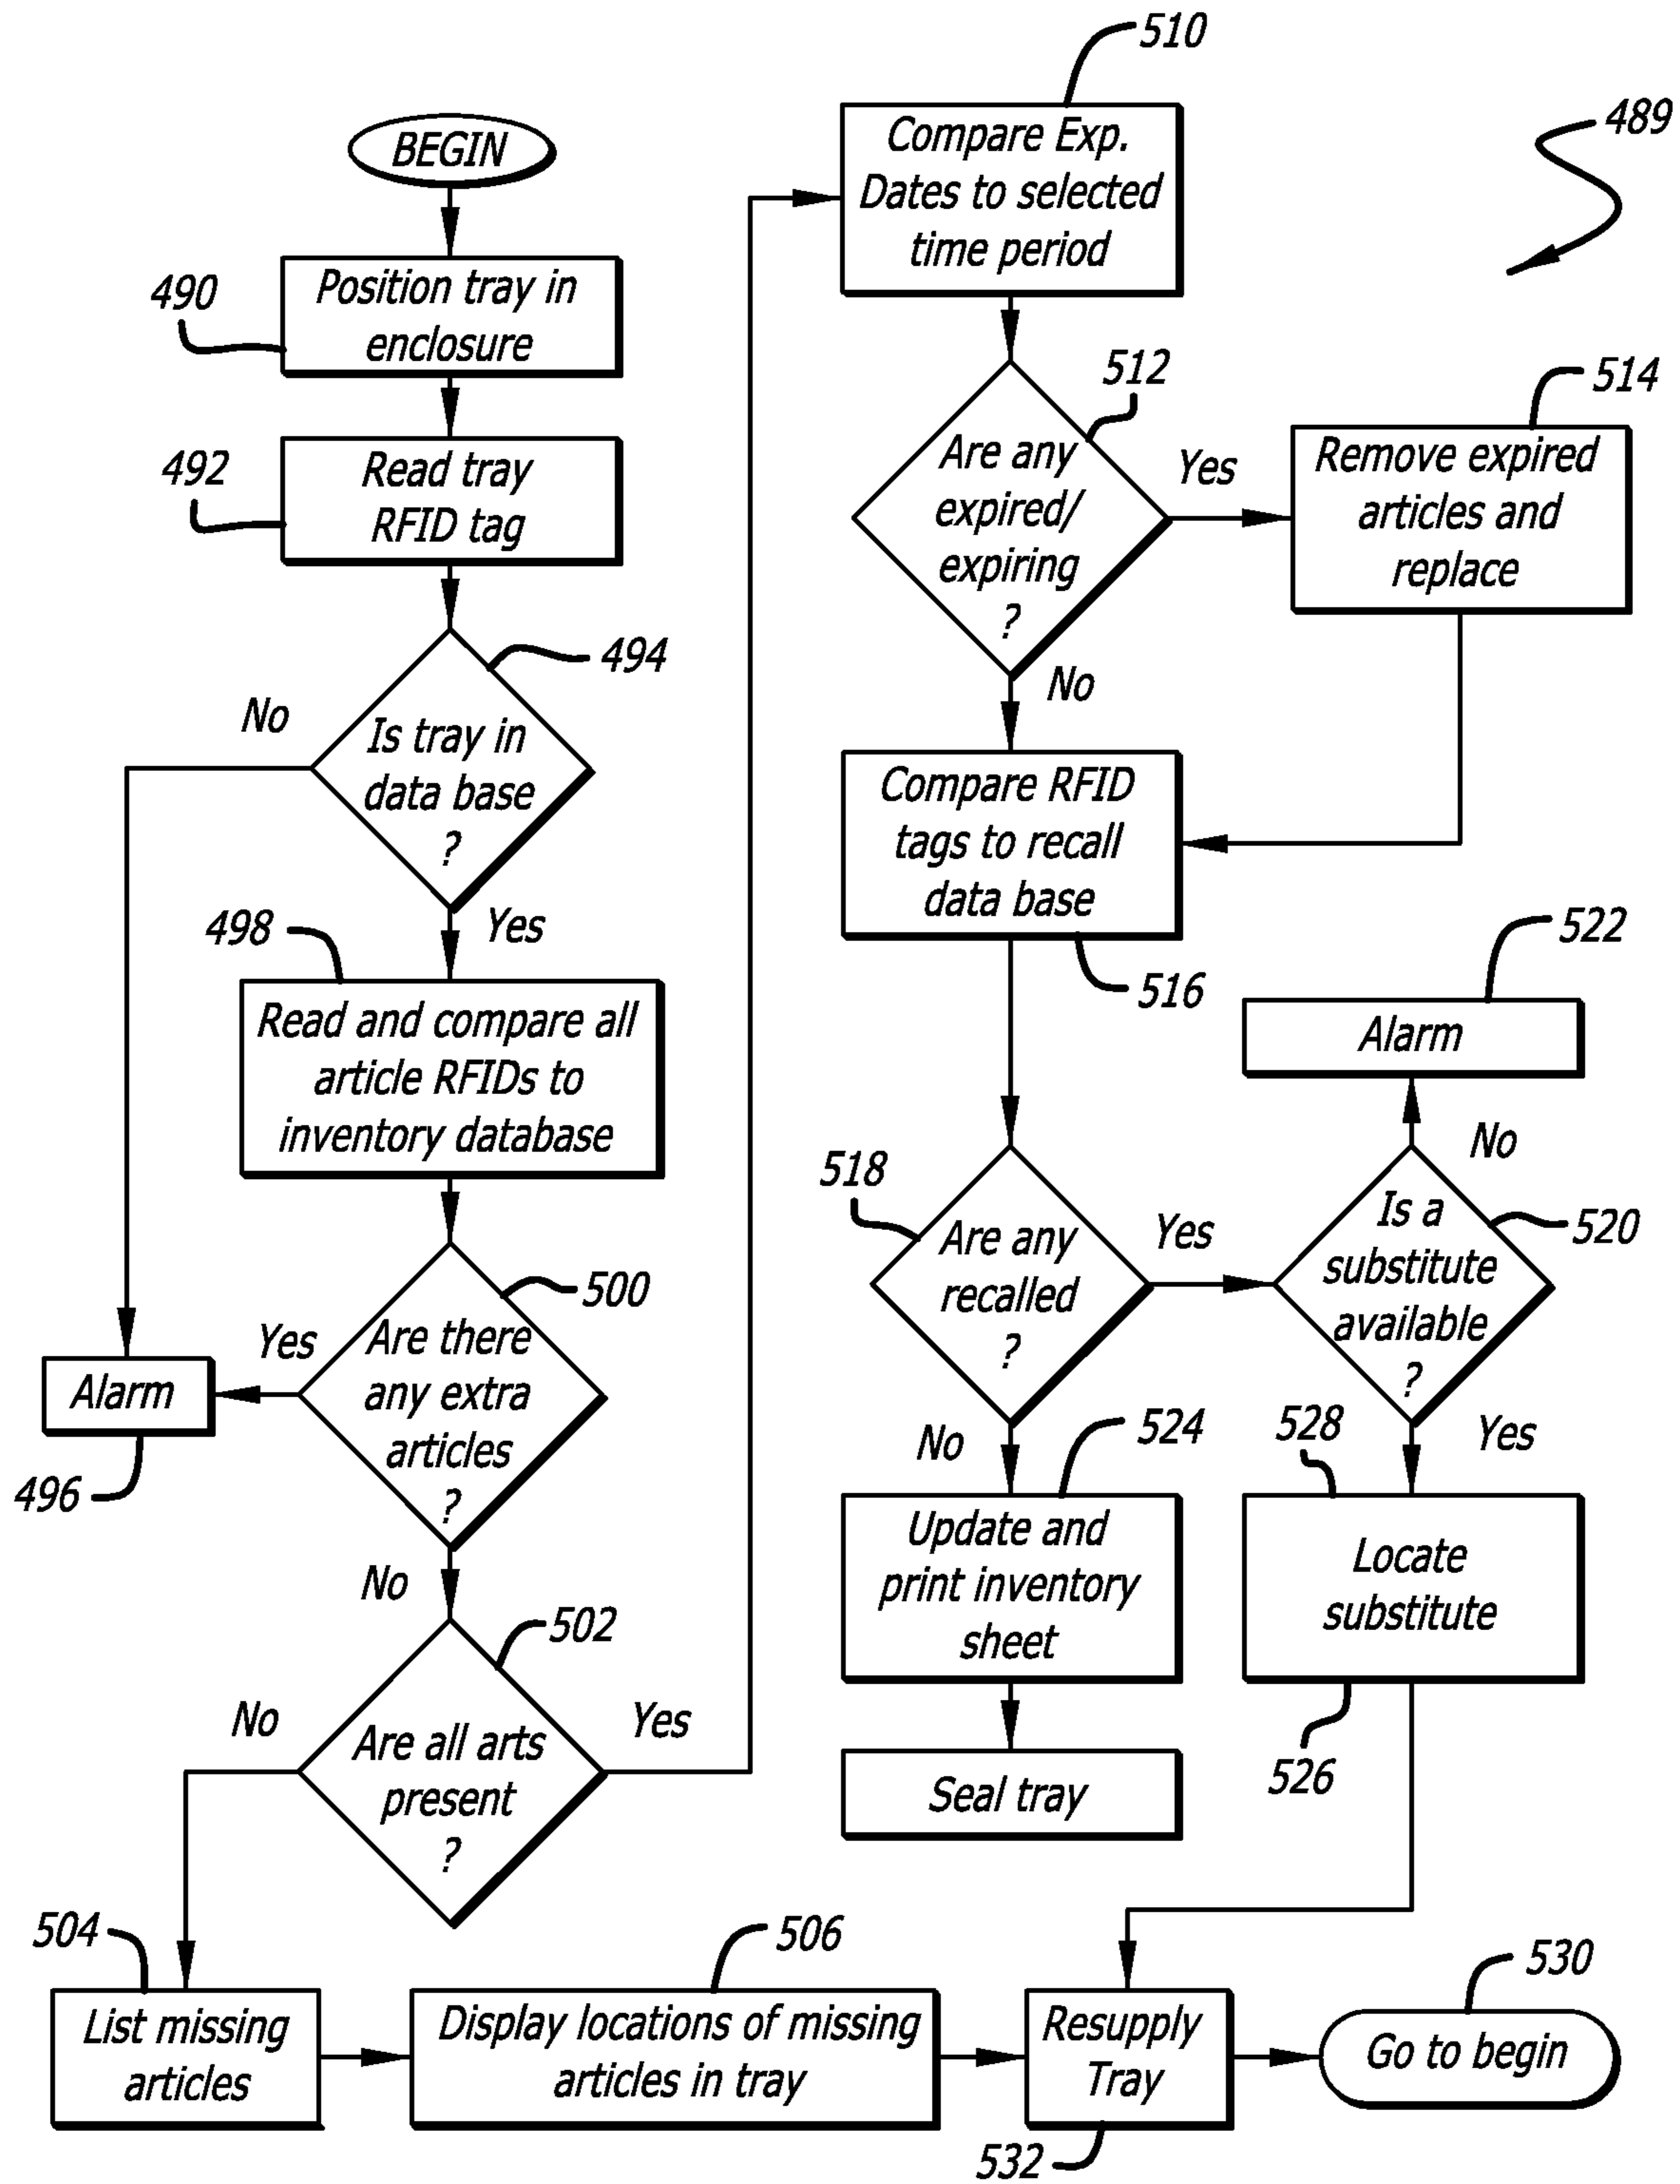 BEGIN
490
Position tray in
enclosure
492
Read tray
RFID tag
494
No
Is tray in
data base
?
Yes
498
Read and compare all
article RFIDs to
inventory database
500
Yes
Are there
any extra
articles
?
Alarm
496
No
502
No
Are all arts
present
?
Yes
504
List missing
articles
506
Display locations of missing
articles in tray
510
Compare Exp.
Dates to selected
time period
489
512
Are any
expired/
expiring
?
Yes
514
Remove expired
articles and
replace
No
Compare RFID
tags to recall
data base
516
522
Alarm
No
518
Are any
recalled
?
Yes
Is a
substitute
available
?
520
No
524
Update and
print inventory
sheet
Seal tray
528
Yes
Locate
substitute
526
Resupply
Tray
532
530
Go to begin